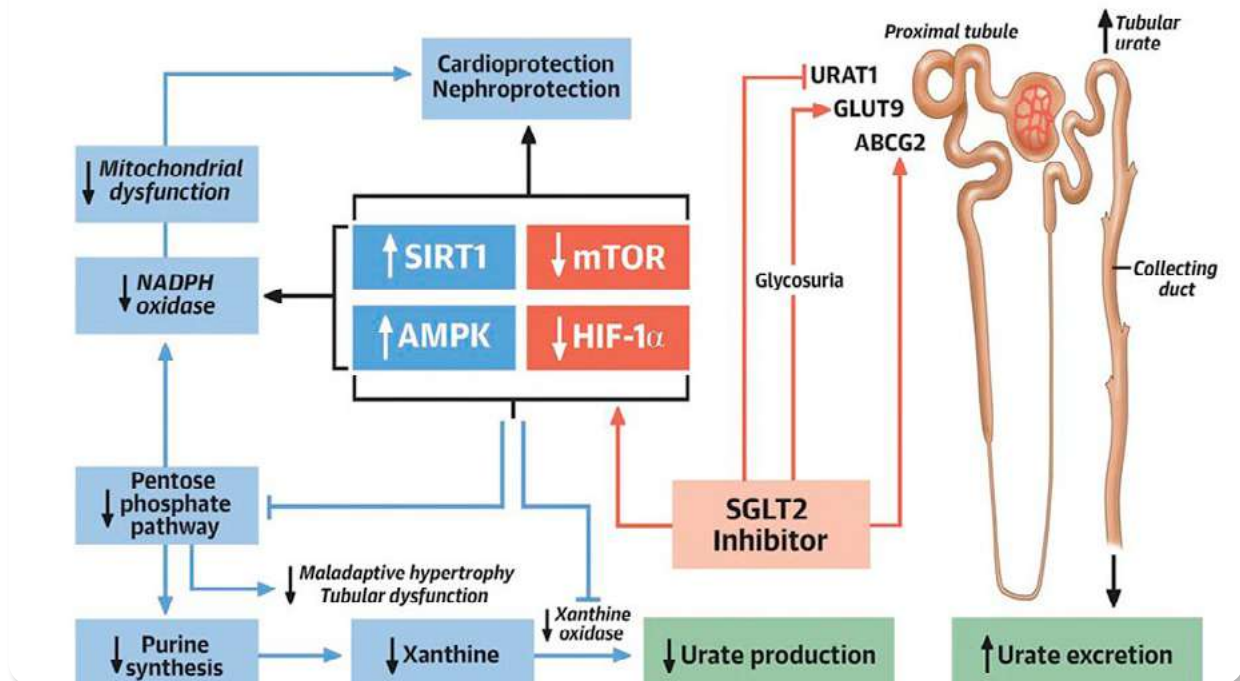 Proximal tubule
↑ Tubular
urate
Cardioprotection
Nephroprotection
URAT1
GLUT9
ABCG2
↓ Mitochondrial
dysfunction
↑ SIRT1
↓ mTOR
↓ NADPH
oxidase
Glycosuria
Collecting
duct
↑ AMPK
↓ HIF-1α
↓ Pentose
phosphate
pathway
SGLT2
Inhibitor
↓ Maladaptive hypertrophy
Tubular dysfunction
↓ Xanthine
oxidase
↓ Purine
synthesis
↓ Xanthine
↓ Urate production
↑ Urate excretion